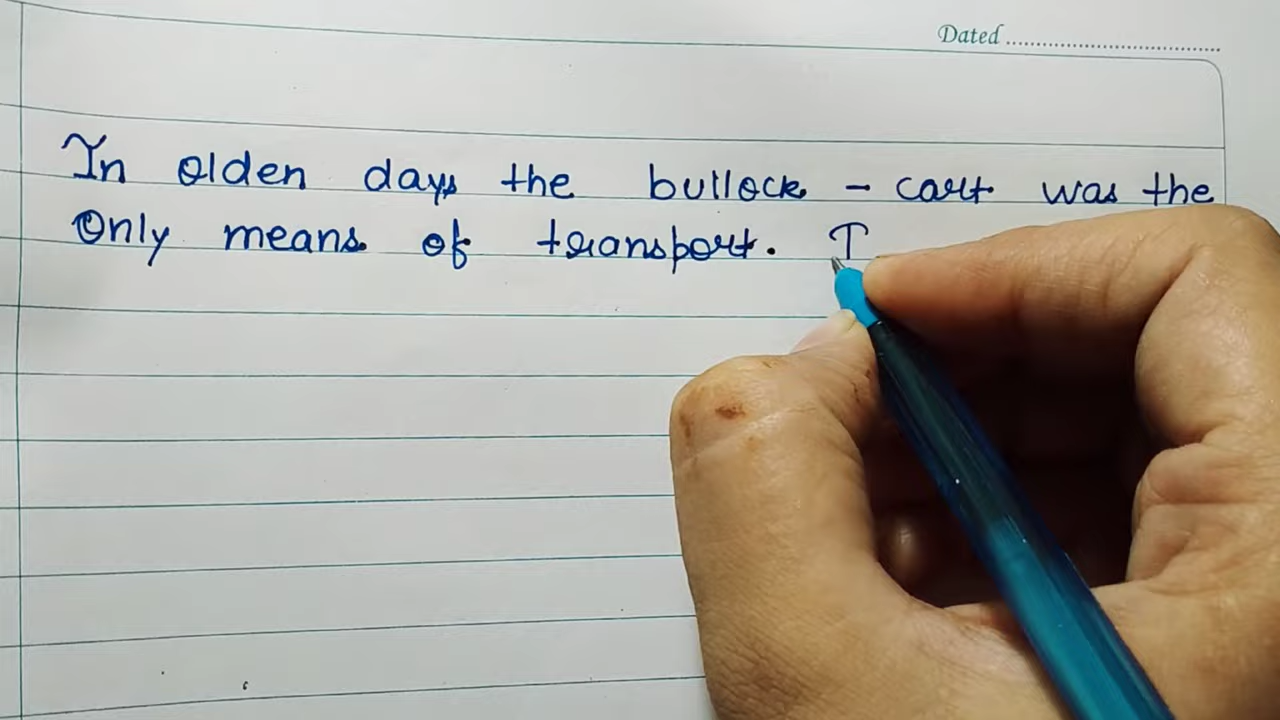 Dated
In olden days the bullock - cart was the
Only means of transport. T